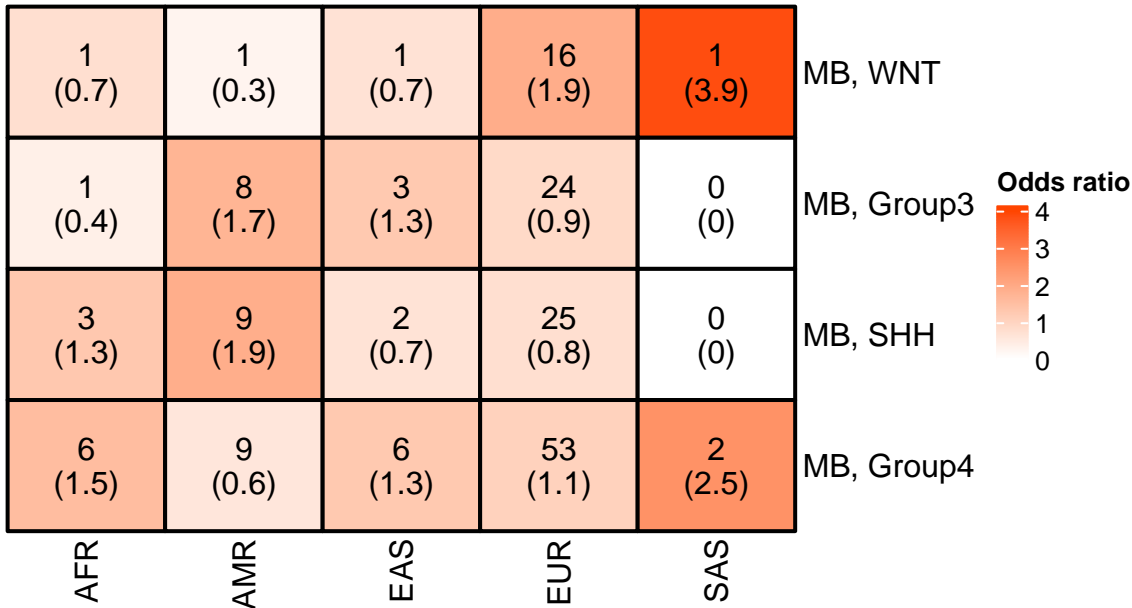 1 1 1 16 1
(0.7) (0.3) (0.7) (1.9) (3.9)
MB, WNT
1 8 3 24 0
(0.4) (1.7) (1.3) (0.9) (0)
MB, Group3
3 9 2 25 0
(1.3) (1.9) (0.7) (0.8) (0)
MB, SHH
6 9 6 53 2
(1.5) (0.6) (1.3) (1.1) (2.5)
MB, Group4
AFR AMR EAS EUR SAS
Odds ratio
4
3
2
1
0